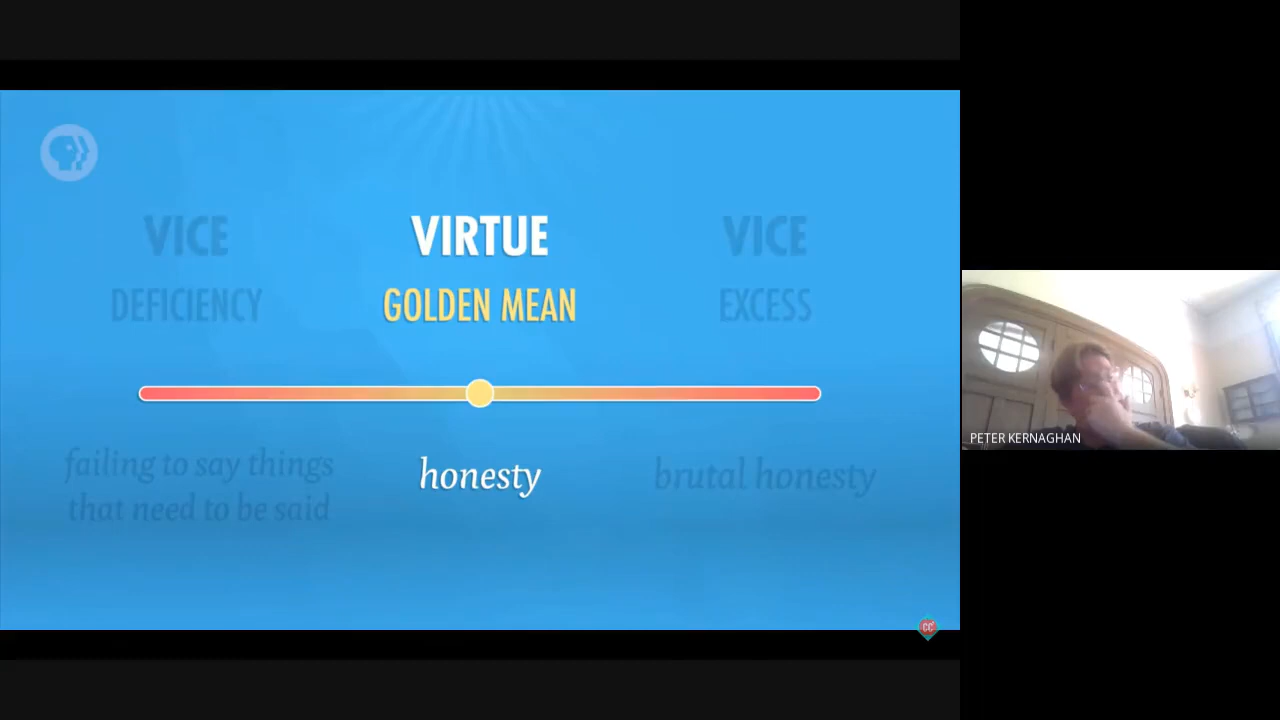 VICE VIRTUE VICE
DEFICIENCY GOLDEN MEAN EXCESS
failing to say things
that need to be said
honesty
brutal honesty
CC
PETER KERNAGHAN